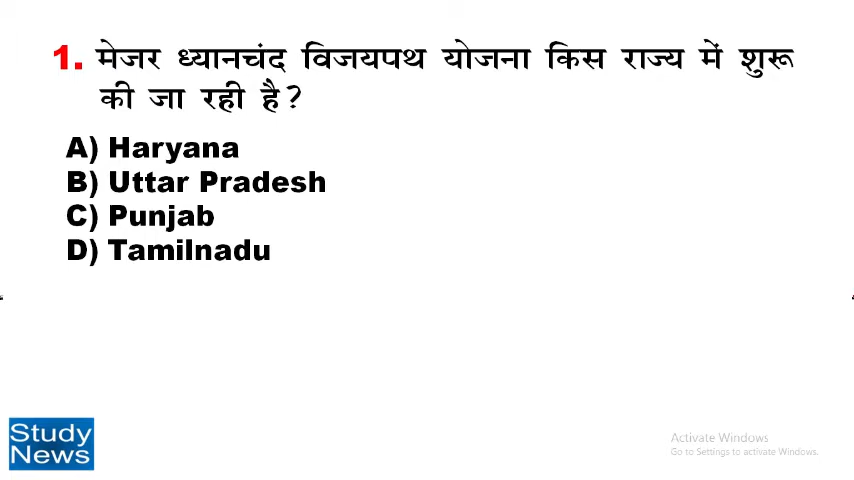 1. मेजर ध्यानचंद विजयपथ योजना किस राज्य में शुरू
की जा रही है?
A) Haryana
B) Uttar Pradesh
C) Punjab
D) Tamilnadu
Study
News
Activate Windows
Go to Settings to activate Windows.